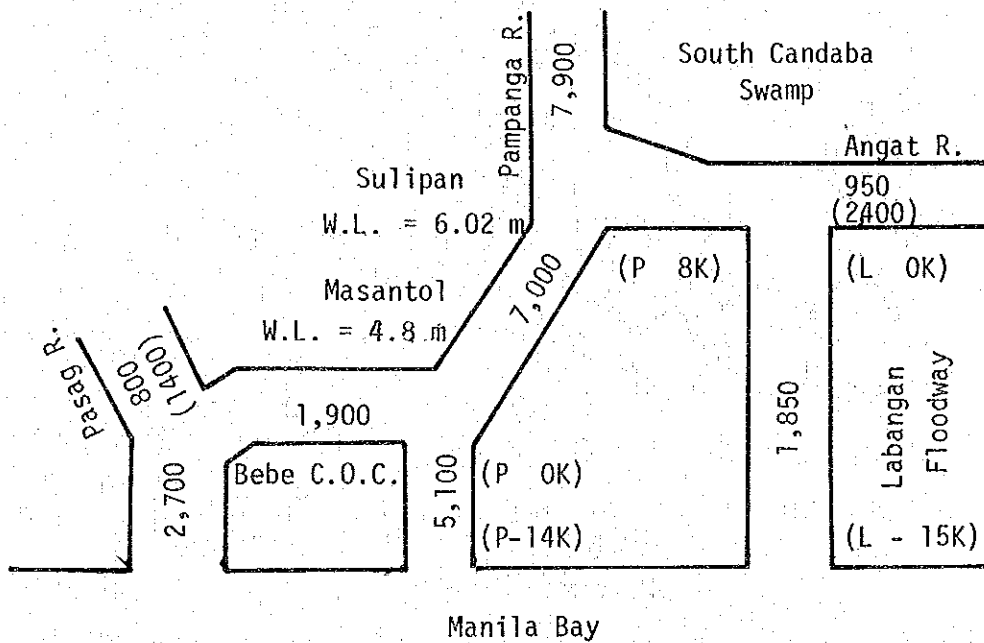 Pampanga R.
7,900
South Candaba
Swamp
Angat R.
950
(2400)
Sulipan
W.L. = 6.02 m
7,000
(P 8K)
(L 0K)
Masantol
W.L. = 4.8 m
Pasag R.
800
(1400)
1,900
1,850
Labangan
Floodway
Bebe C.O.C.
2,700
5,100
(P 0K)
(P-14K)
(L - 15K)
Manila Bay